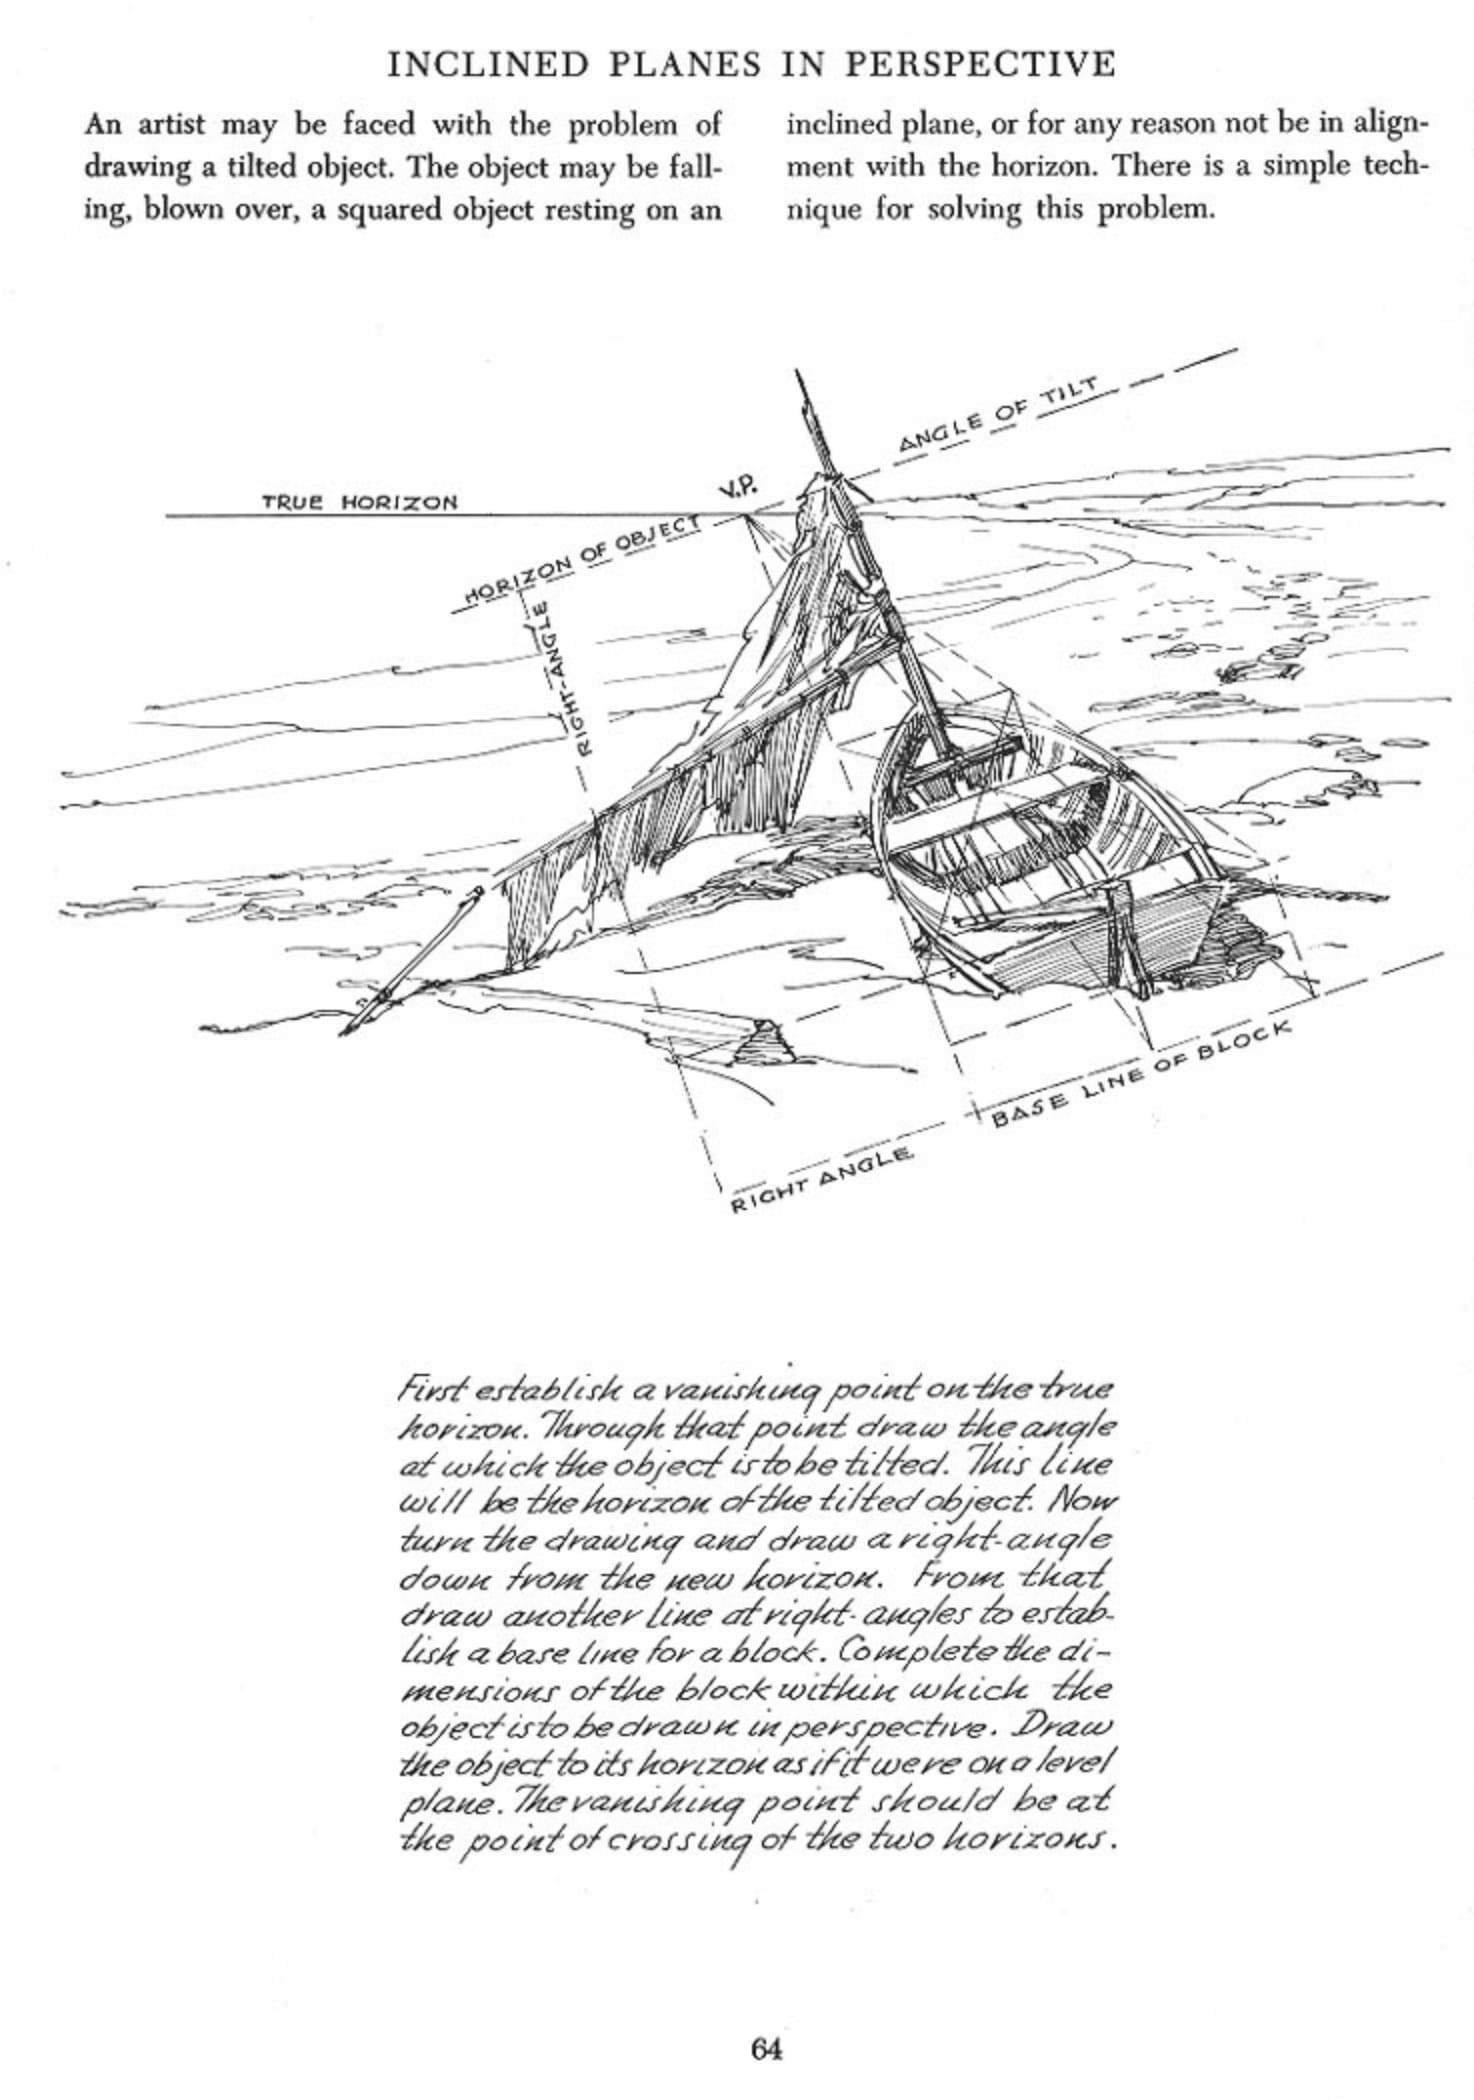 INCLINED PLANES IN PERSPECTIVE
An artist may be faced with the problem of
drawing a tilted object. The object may be fall-
ing, blown over, a squared object resting on an
inclined plane, or for any reason not be in align-
ment with the horizon. There is a simple tech-
nique for solving this problem.
ANGLE OF TILT
V.P.
TRUE HORIZON
HORIZON OF OBJECT
RIGHT-ANGLE
BASE LINE OF BLOCK
RIGHT ANGLE
First establish a vanishing point on the true
horizon. Through that point draw the angle
at which the object is to be tilted. This line
will be the horizon of the tilted object. Now
turn the drawing and draw a right-angle
down from the new horizon. From that
draw another line at right-angles to estab-
lish a base line for a block. Complete the di-
mensions of the block within which the
object is to be drawn in perspective. Draw
the object to its horizon as if it were on a level
plane. The vanishing point should be at
the point of crossing of the two horizons.
64